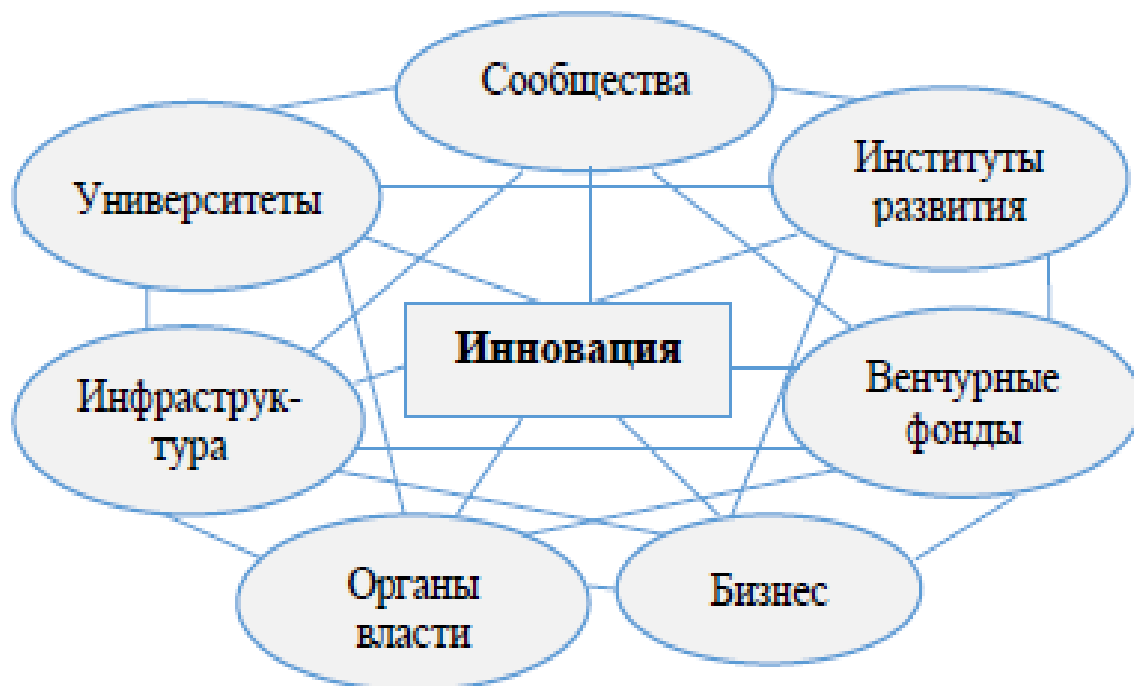 Сообщества
Университеты
Институты
развития
Инновация
Инфраструк-
тура
Венчурные
фонды
Органы
власти
Бизнес